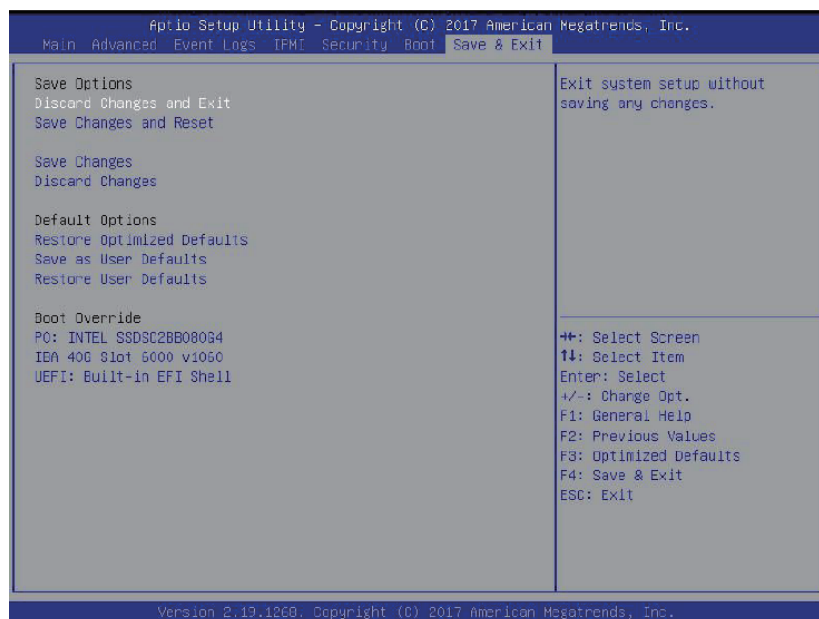 Aptio Setup Utility – Copyright (C) 2017 American Megatrends, Inc.
Main Advanced Event Logs IPMI Security Boot Save & Exit
Save Options
Discard Changes and Exit
Save Changes and Reset
Save Changes
Discard Changes
Default Options
Restore Optimized Defaults
Save as User Defaults
Restore User Defaults
Boot Override
P0: INTEL SSDSC2BB080G4
IBA 40G Slot 6000 v1060
UEFI: Built-in EFI Shell
Exit system setup without
saving any changes.
→←: Select Screen
↑↓: Select Item
Enter: Select
+/-: Change Opt.
F1: General Help
F2: Previous Values
F3: Optimized Defaults
F4: Save & Exit
ESC: Exit
Version 2.19.1268. Copyright (C) 2017 American Megatrends, Inc.